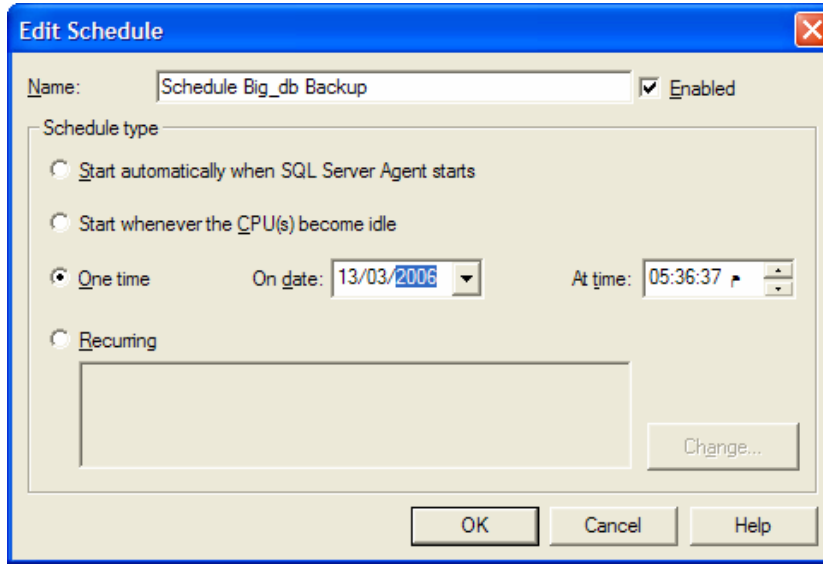 Edit Schedule
Name: Schedule Big_db Backup Enabled
Schedule type
Start automatically when SQL Server Agent starts
Start whenever the CPU(s) become idle
One time On date: 13/03/2006 At time: 05:36:37 م
Recurring
Change...
OK Cancel Help